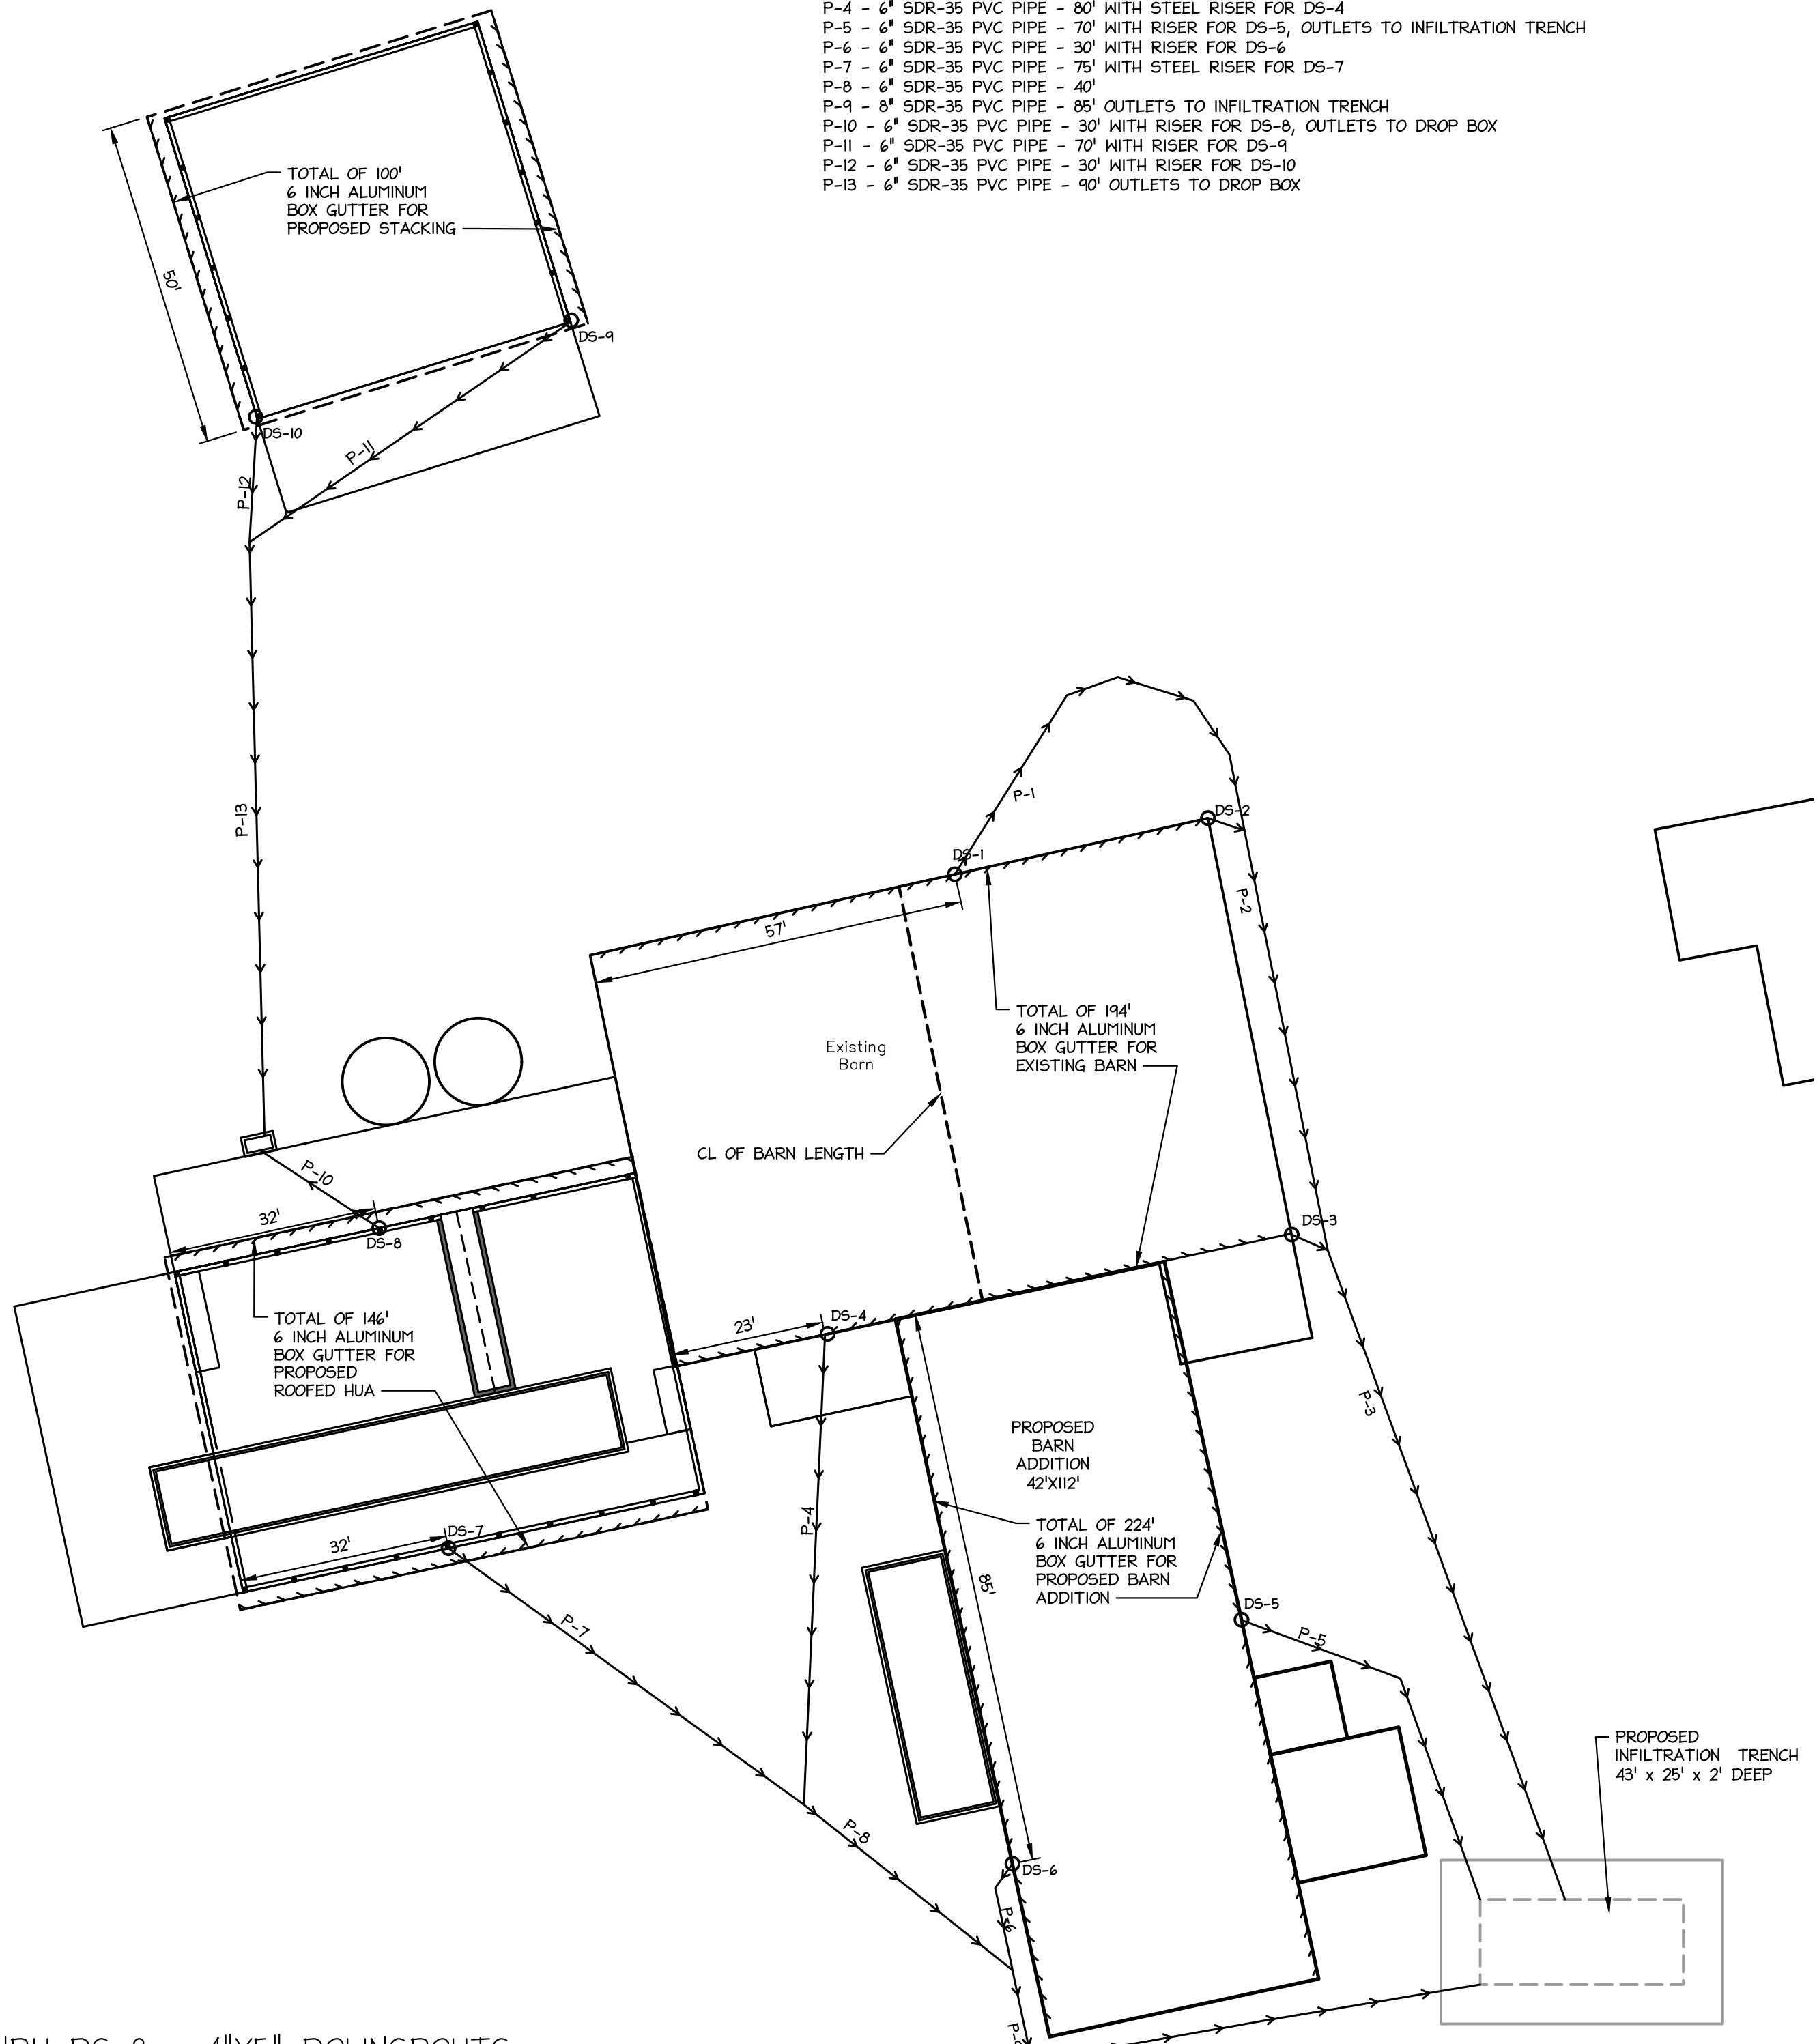 P-4 - 6" SDR-35 PVC PIPE - 80' WITH STEEL RISER FOR DS-4
P-5 - 6" SDR-35 PVC PIPE - 70' WITH RISER FOR DS-5, OUTLETS TO INFILTRATION TRENCH
P-6 - 6" SDR-35 PVC PIPE - 30' WITH RISER FOR DS-6
P-7 - 6" SDR-35 PVC PIPE - 75' WITH STEEL RISER FOR DS-7
P-8 - 6" SDR-35 PVC PIPE - 40'
P-9 - 8" SDR-35 PVC PIPE - 85' OUTLETS TO INFILTRATION TRENCH
P-10 - 6" SDR-35 PVC PIPE - 30' WITH RISER FOR DS-8, OUTLETS TO DROP BOX
P-11 - 6" SDR-35 PVC PIPE - 70' WITH RISER FOR DS-9
P-12 - 6" SDR-35 PVC PIPE - 30' WITH RISER FOR DS-10
P-13 - 6" SDR-35 PVC PIPE - 90' OUTLETS TO DROP BOX
TOTAL OF 100'
6 INCH ALUMINUM
BOX GUTTER FOR
PROPOSED STACKING
50'
DS-9
DS-10
P-11
P-12
P-13
P-1
DS-2
DS-1
P-2
57'
TOTAL OF 194'
6 INCH ALUMINUM
BOX GUTTER FOR
EXISTING BARN
Existing
Barn
CL OF BARN LENGTH
P-10
32'
DS-8
DS-3
DS-4
23'
TOTAL OF 146'
6 INCH ALUMINUM
BOX GUTTER FOR
PROPOSED
ROOFED HUA
P-3
PROPOSED
BARN
ADDITION
42'X112'
P-4
TOTAL OF 224'
6 INCH ALUMINUM
BOX GUTTER FOR
PROPOSED BARN
ADDITION
DS-7
32'
85'
DS-5
P-5
P-7
PROPOSED
INFILTRATION TRENCH
43' x 25' x 2' DEEP
P-8
DS-6
P-6
4"X5" DOWNSPOUTS